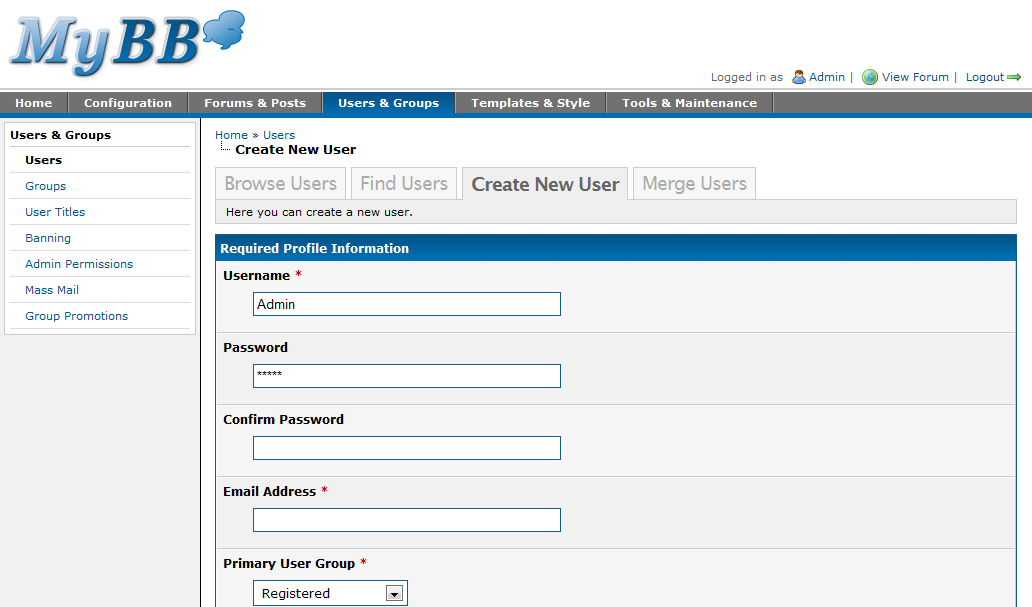 MyBB
Logged in as Admin | View Forum | Logout
Home Configuration Forums & Posts Users & Groups Templates & Style Tools & Maintenance
Users & Groups
Users
Groups
User Titles
Banning
Admin Permissions
Mass Mail
Group Promotions
Home » Users
Create New User
Browse Users Find Users Create New User Merge Users
Here you can create a new user.
Required Profile Information
Username *
Admin
Password
*****
Confirm Password
Email Address *
Primary User Group *
Registered